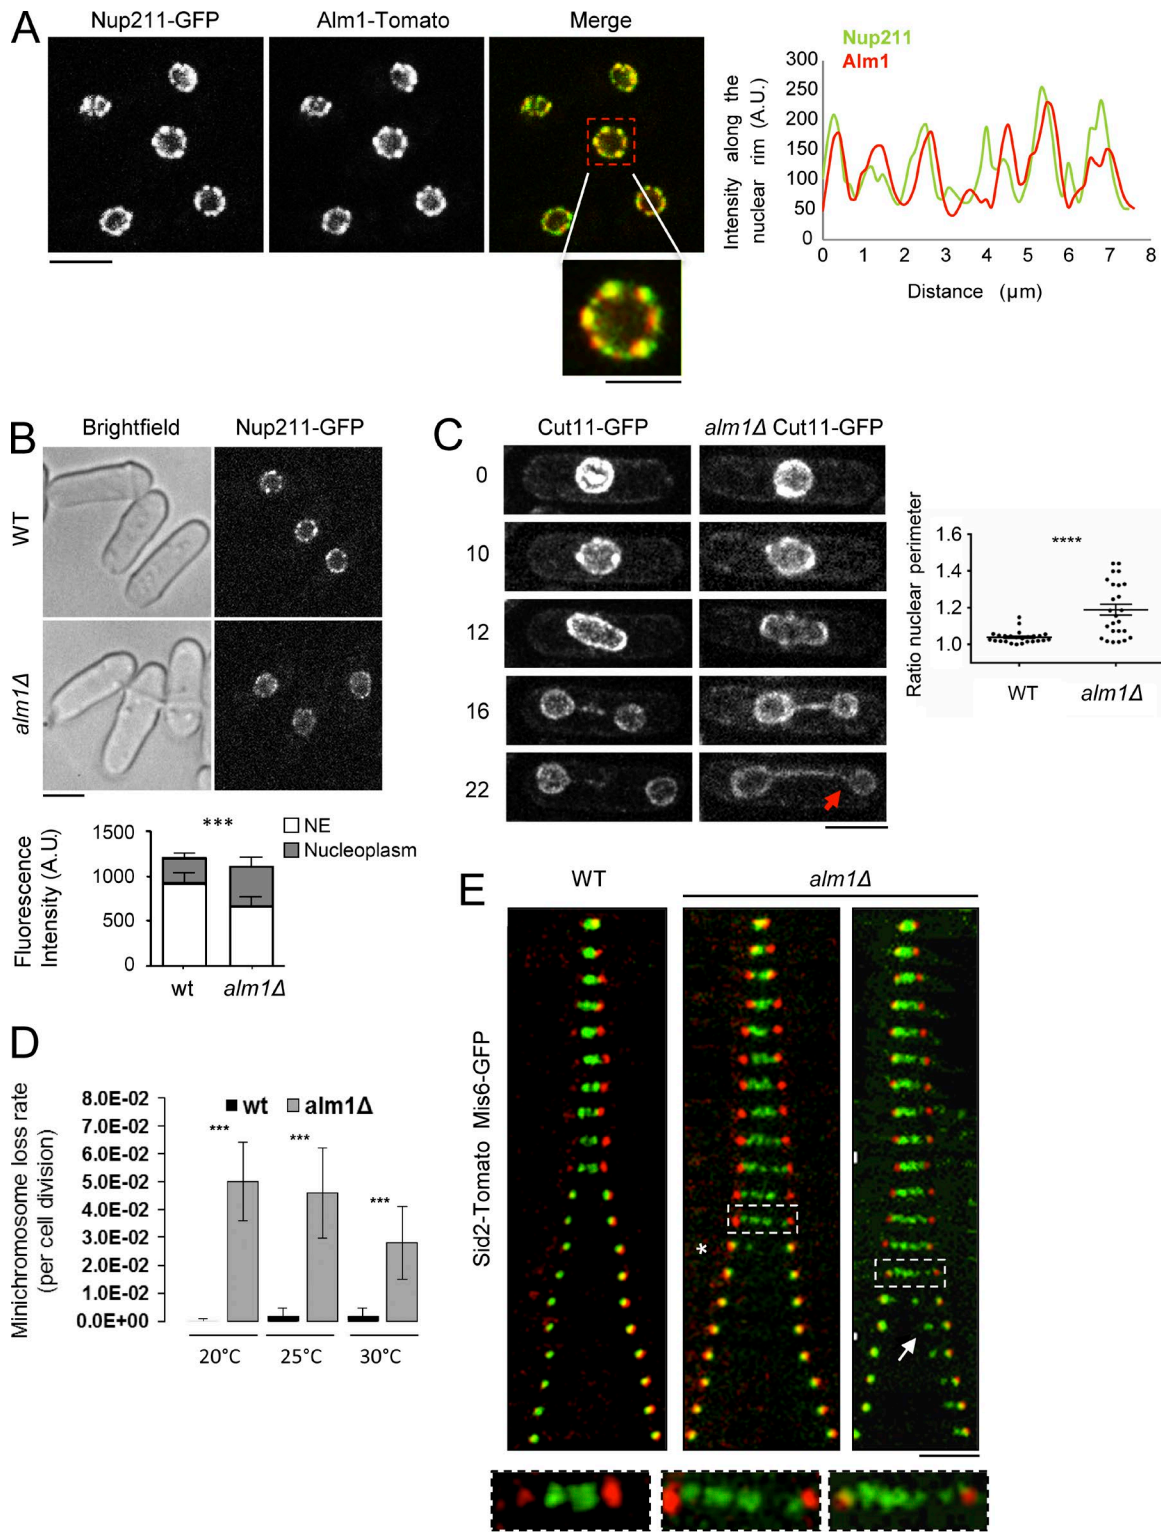 A
Nup211-GFP
Alm1-Tomato
Merge
Nup211
Alm1
Intensity along the
nuclear rim (A.U.)
300
250
200
150
100
50
0
0 1 2 3 4 5 6 7 8
Distance (µm)
B
Brightfield
Nup211-GFP
WT
alm1Δ
Fluorescence
Intensity (A.U.)
1500
1000
500
0
***
NE
Nucleoplasm
wt
alm1Δ
C
Cut11-GFP
alm1Δ Cut11-GFP
0
10
12
16
22
Ratio nuclear perimeter
1.6
1.4
1.2
1.0
****
WT
alm1Δ
D
Minichromosome loss rate
(per cell division)
8.0E-02
7.0E-02
6.0E-02
5.0E-02
4.0E-02
3.0E-02
2.0E-02
1.0E-02
0.0E+00
wt
alm1Δ
***
***
***
20°C
25°C
30°C
E
WT
alm1Δ
Sid2-Tomato Mis6-GFP
*